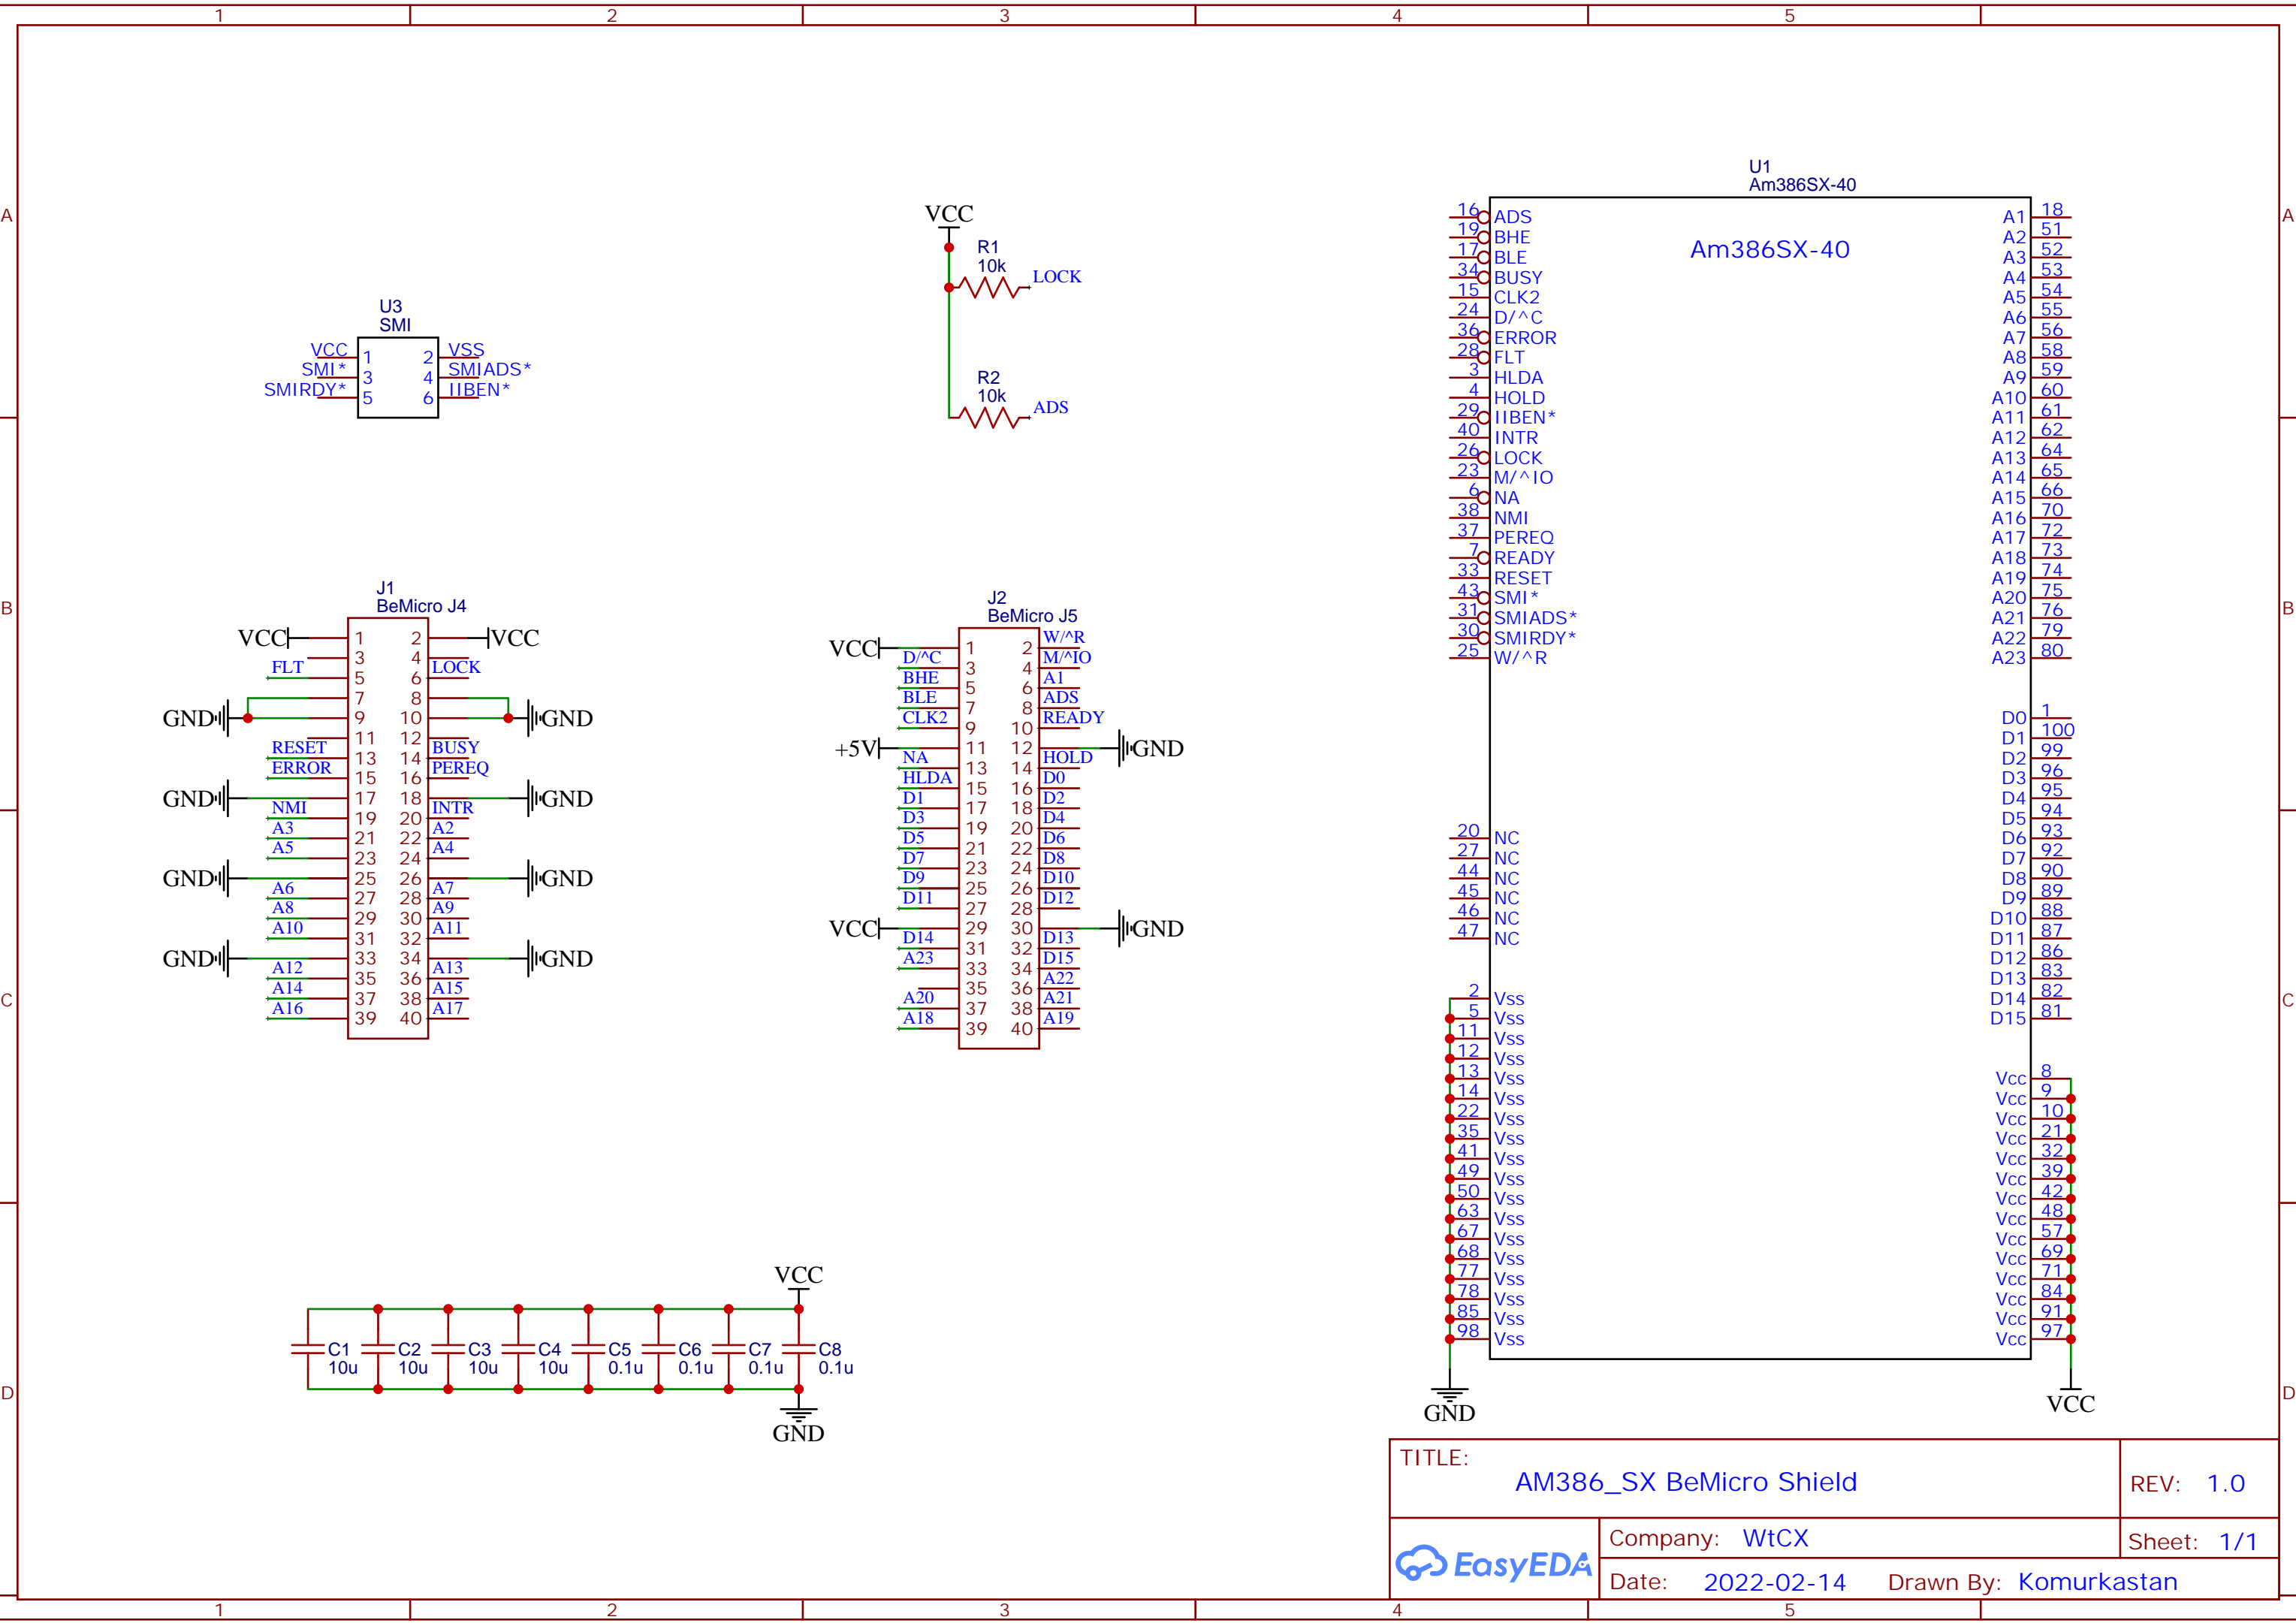 1 2 3 4 5
A A
B B
C C
D D
U3
SMI
VCC 1 2 VSS
SMI* 3 4 SMIADS*
SMIRDY* 5 6 IIBEN*
VCC
R1
10k
LOCK
R2
10k
ADS
J1
BeMicro J4
VCC 1 2 VCC
3 4
FLT 5 6 LOCK
7 8
GND 9 10 GND
11 12
RESET 13 14 BUSY
ERROR 15 16 PEREQ
GND 17 18 GND
NMI 19 20 INTR
A3 21 22 A2
A5 23 24 A4
GND 25 26 GND
A6 27 28 A7
A8 29 30 A9
A10 31 32 A11
GND 33 34 GND
A12 35 36 A13
A14 37 38 A15
A16 39 40 A17
J2
BeMicro J5
VCC 1 2 W/^R
D/^C 3 4 M/^IO
BHE 5 6 A1
BLE 7 8 ADS
CLK2 9 10 READY
+5V 11 12 GND
NA 13 14 HOLD
HLDA 15 16 D0
D1 17 18 D2
D3 19 20 D4
D5 21 22 D6
D7 23 24 D8
D9 25 26 D10
D11 27 28 D12
VCC 29 30 GND
D14 31 32 D13
A23 33 34 D15
35 36 A22
A20 37 38 A21
A18 39 40 A19
VCC
C1 C2 C3 C4 C5 C6 C7 C8
10u 10u 10u 10u 0.1u 0.1u 0.1u 0.1u
GND
U1
Am386SX-40
Am386SX-40
16 ADS A1 18
19 BHE A2 51
17 BLE A3 52
34 BUSY A4 53
15 CLK2 A5 54
24 D/^C A6 55
36 ERROR A7 56
28 FLT A8 58
3 HLDA A9 59
4 HOLD A10 60
29 IIBEN* A11 61
40 INTR A12 62
26 LOCK A13 64
23 M/^IO A14 65
6 NA A15 66
38 NMI A16 70
37 PEREQ A17 72
7 READY A18 73
33 RESET A19 74
43 SMI* A20 75
31 SMIADS* A21 76
30 SMIRDY* A22 79
25 W/^R A23 80
D0 1
D1 100
D2 99
D3 96
D4 95
D5 94
20 NC D6 93
27 NC D7 92
44 NC D8 90
45 NC D9 89
46 NC D10 88
47 NC D11 87
D12 86
D13 83
2 Vss D14 82
5 Vss D15 81
11 Vss
12 Vss
13 Vss Vcc 8
14 Vss Vcc 9
22 Vss Vcc 10
35 Vss Vcc 21
41 Vss Vcc 32
49 Vss Vcc 39
50 Vss Vcc 42
63 Vss Vcc 48
67 Vss Vcc 57
68 Vss Vcc 69
77 Vss Vcc 71
78 Vss Vcc 84
85 Vss Vcc 91
98 Vss Vcc 97
GND VCC
TITLE:
AM386_SX BeMicro Shield
REV: 1.0
EasyEDA
Company: WtCX
Sheet: 1/1
Date: 2022-02-14 Drawn By: Komurkastan
1 2 3 4 5